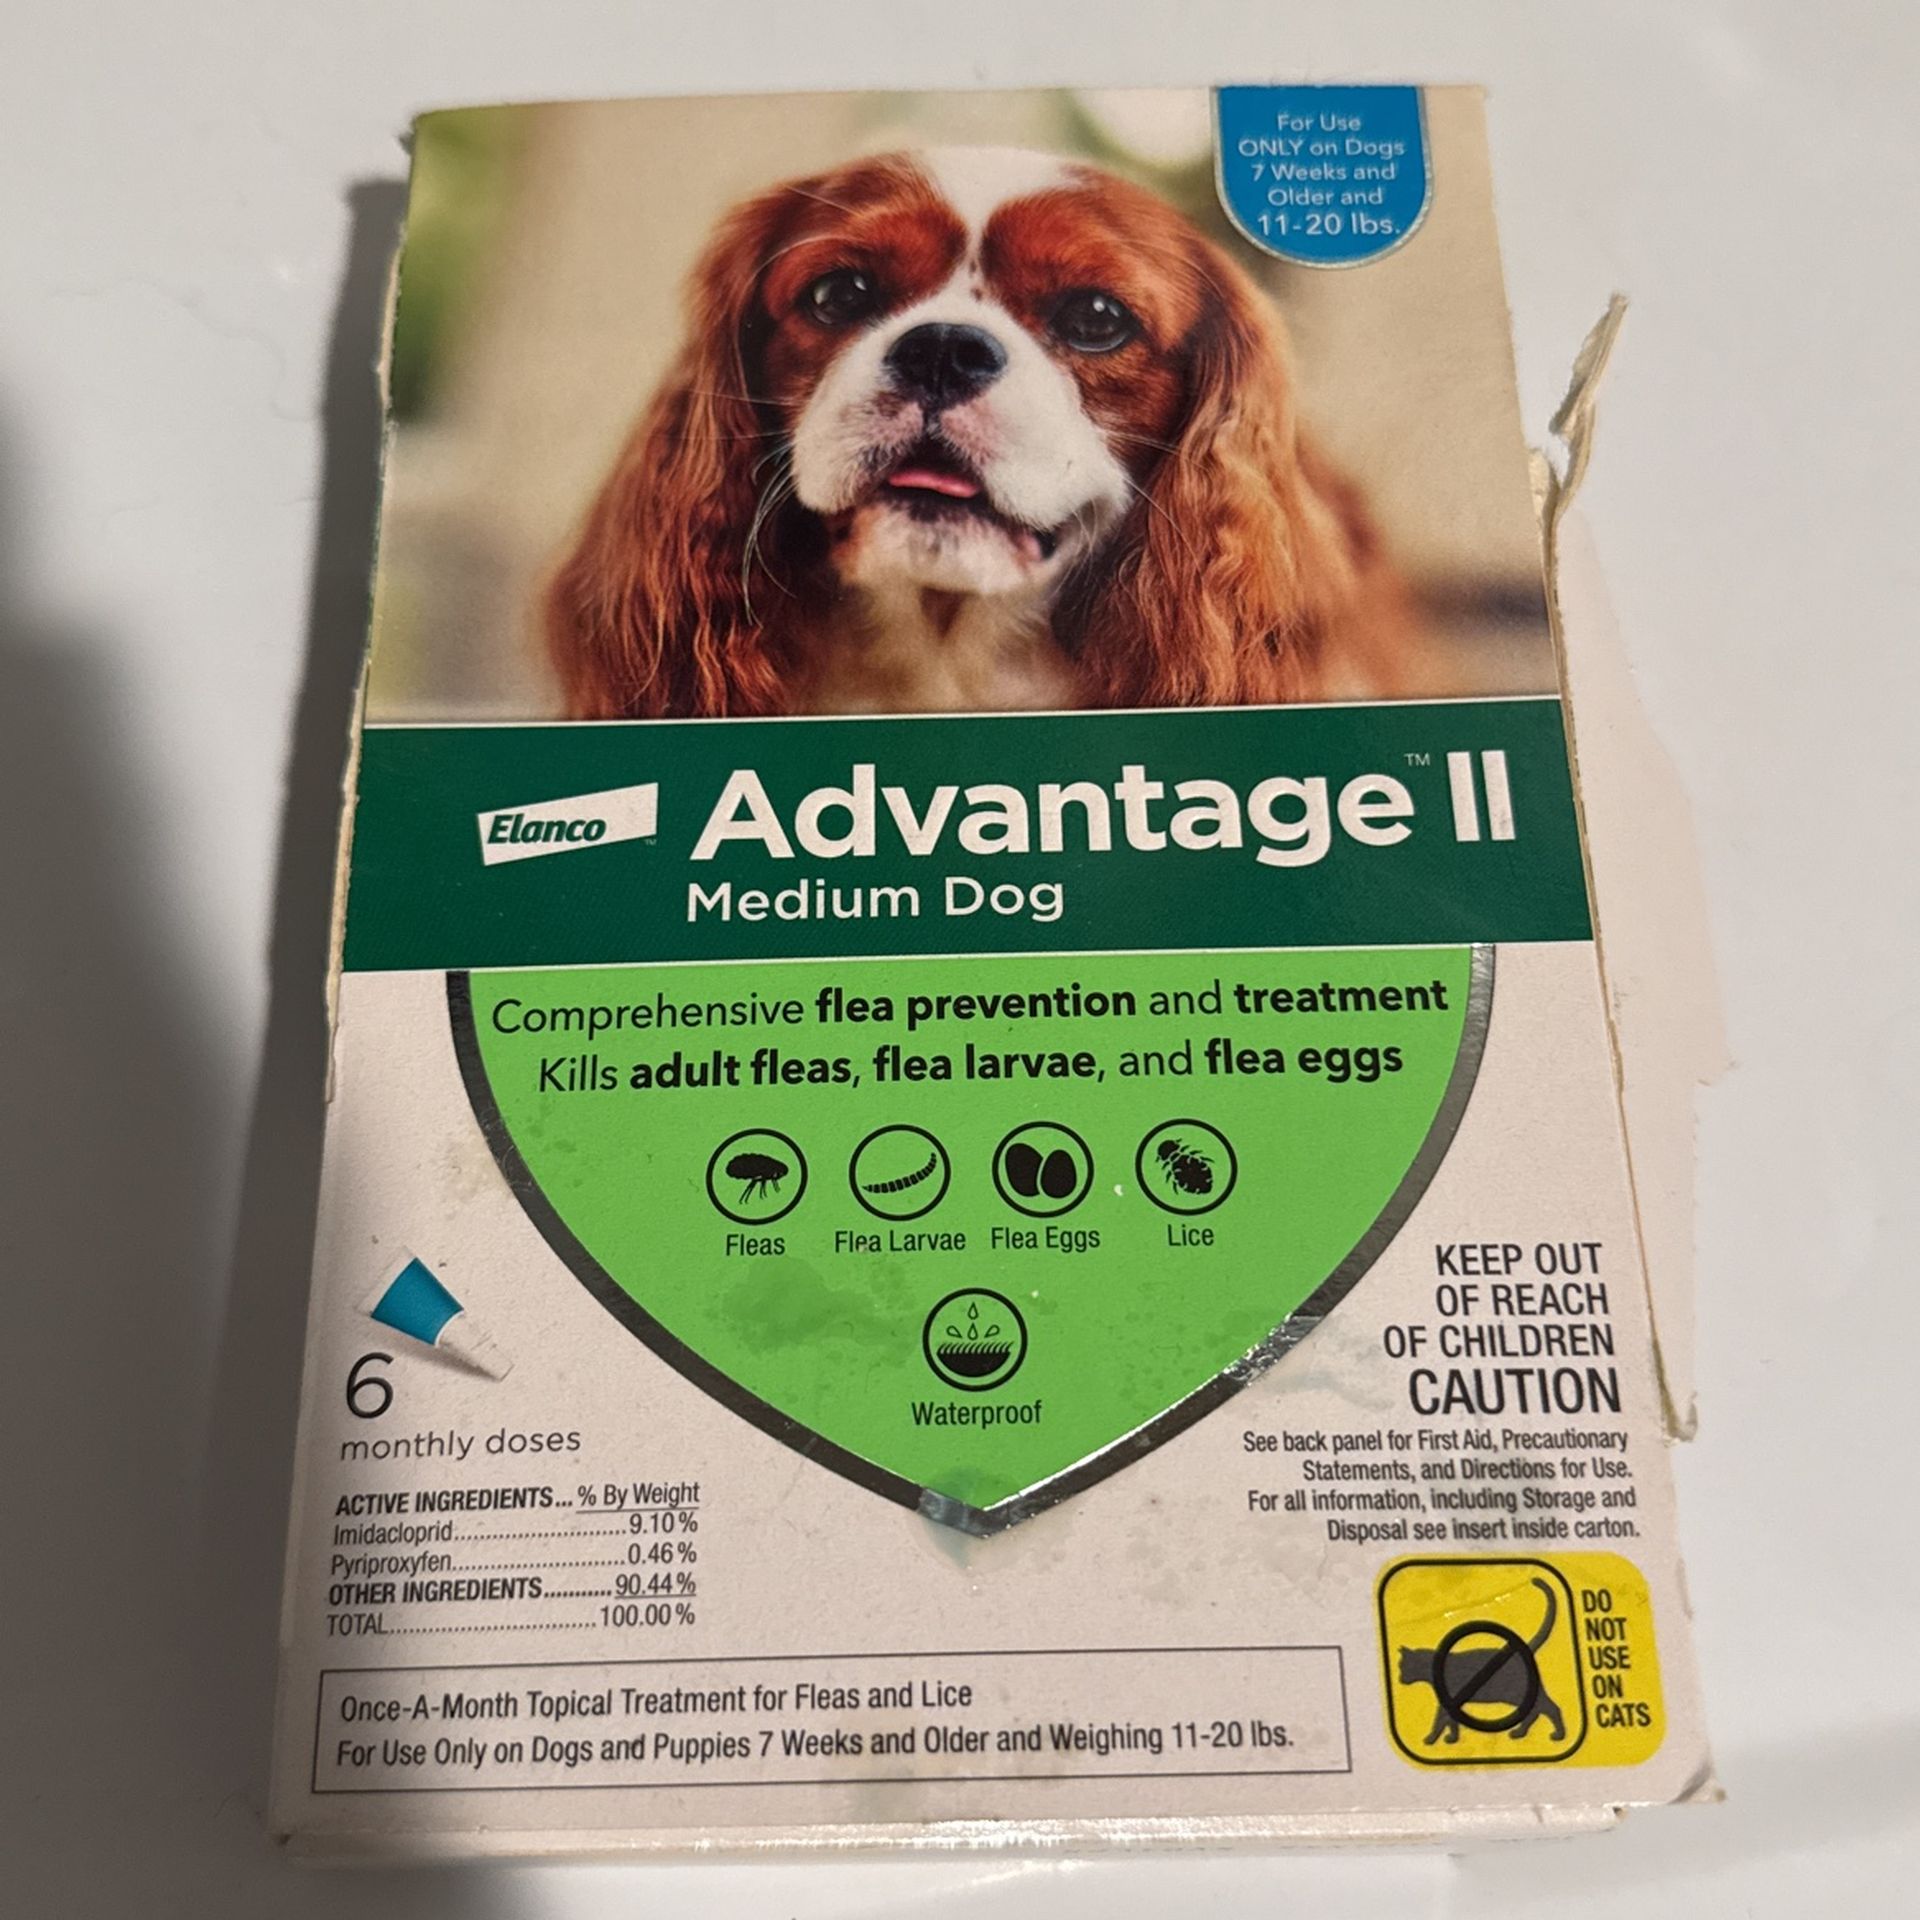 For Use
ONLY on Dogs
7 Weeks and
Older and
11-20 lbs.
Elanco™ Advantage™ II
Medium Dog
Comprehensive flea prevention and treatment
Kills adult fleas, flea larvae, and flea eggs
Fleas Flea Larvae Flea Eggs Lice
Waterproof
6
monthly doses
ACTIVE INGREDIENTS... % By Weight
Imidacloprid............................9.10%
Pyriproxyfen............................0.46%
OTHER INGREDIENTS...........90.44%
TOTAL.................................100.00%
KEEP OUT
OF REACH
OF CHILDREN
CAUTION
See back panel for First Aid, Precautionary
Statements, and Directions for Use.
For all information, including Storage and
Disposal see insert inside carton.
DO
NOT
USE
ON
CATS
Once-A-Month Topical Treatment for Fleas and Lice
For Use Only on Dogs and Puppies 7 Weeks and Older and Weighing 11-20 lbs.